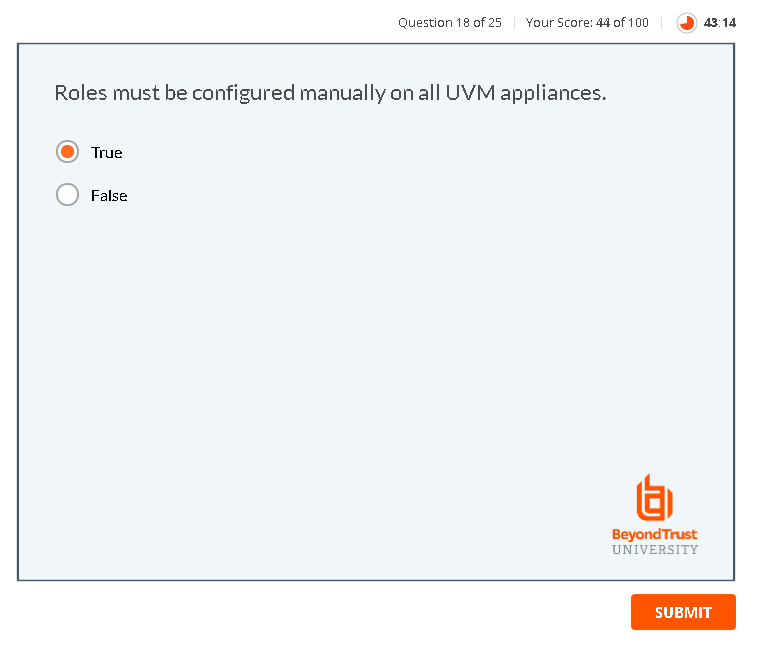 Question 18 of 25 | Your Score: 44 of 100 | 43:14
Roles must be configured manually on all UVM appliances.
True
False
BeyondTrust
UNIVERSITY
SUBMIT